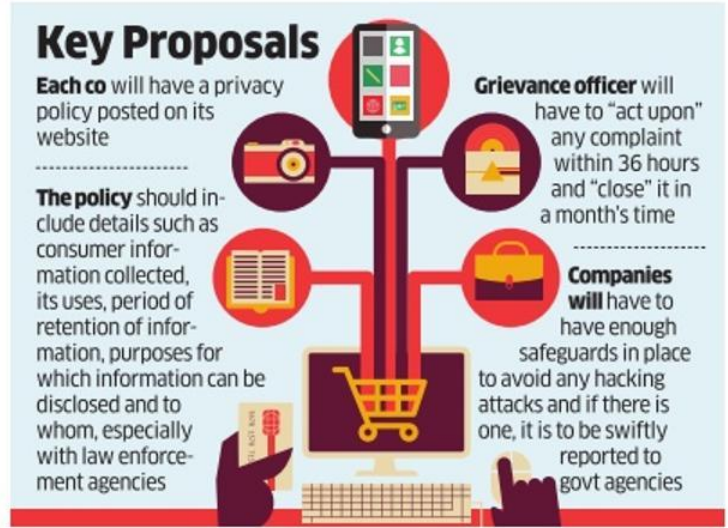 Key Proposals
Each co will have a privacy
policy posted on its
website
The policy should in-
clude details such as
consumer infor-
mation collected,
its uses, period of
retention of infor-
mation, purposes for
which information can be
disclosed and to
whom, especially
with law enforce-
ment agencies
Grievance officer will
have to “act upon”
any complaint
within 36 hours
and “close” it in
a month's time
Companies
will have to
have enough
safeguards in place
to avoid any hacking
attacks and if there is
one, it is to be swiftly
reported to
govt agencies